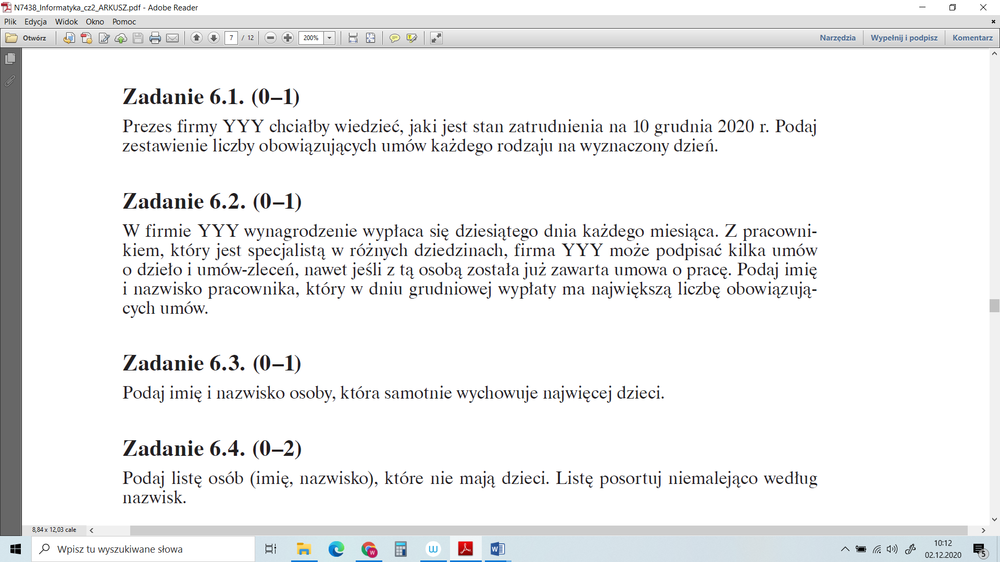 N7438_Informatyka_cz2_ARKUSZ.pdf - Adobe Reader
Plik Edycja Widok Okno Pomoc
Otwórz 7 / 12 200% Narzędzia Wypełnij i podpisz Komentarz
Zadanie 6.1. (0–1)
Prezes firmy YYY chciałby wiedzieć, jaki jest stan zatrudnienia na 10 grudnia 2020 r. Podaj
zestawienie liczby obowiązujących umów każdego rodzaju na wyznaczony dzień.
Zadanie 6.2. (0–1)
W firmie YYY wynagrodzenie wypłaca się dziesiątego dnia każdego miesiąca. Z pracowni-
kiem, który jest specjalistą w różnych dziedzinach, firma YYY może podpisać kilka umów
o dzieło i umów-zleceń, nawet jeśli z tą osobą została już zawarta umowa o pracę. Podaj imię
i nazwisko pracownika, który w dniu grudniowej wypłaty ma największą liczbę obowiązują-
cych umów.
Zadanie 6.3. (0–1)
Podaj imię i nazwisko osoby, która samotnie wychowuje najwięcej dzieci.
Zadanie 6.4. (0–2)
Podaj listę osób (imię, nazwisko), które nie mają dzieci. Listę posortuj niemalejąco według
nazwisk.
8,84 x 12,03 cale
Wpisz tu wyszukiwane słowa
10:12
02.12.2020
5